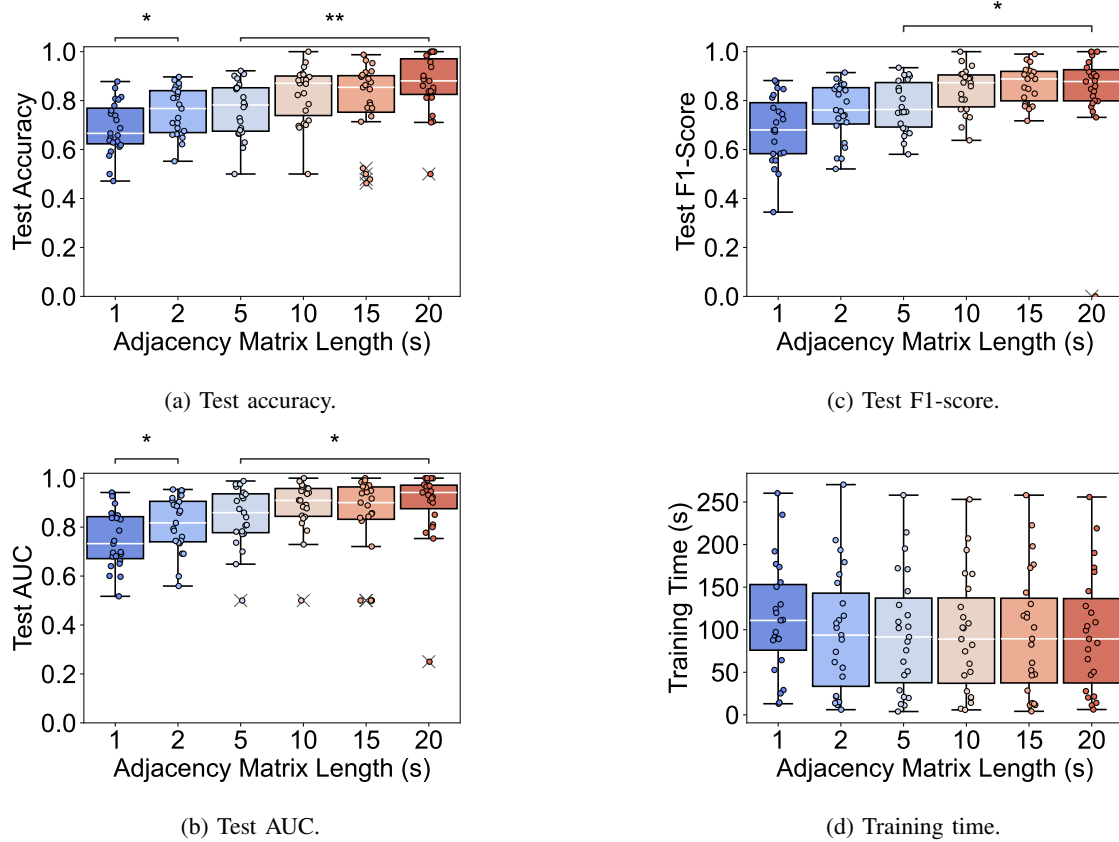 * **
1.0
0.8
0.6
0.4
0.2
0.0
Test Accuracy
1 2 5 10 15 20
Adjacency Matrix Length (s)
(a) Test accuracy.
*
1.0
0.8
0.6
0.4
0.2
0.0
Test F1-Score
1 2 5 10 15 20
Adjacency Matrix Length (s)
(c) Test F1-score.
* *
1.0
0.8
0.6
0.4
0.2
0.0
Test AUC
1 2 5 10 15 20
Adjacency Matrix Length (s)
(b) Test AUC.
250
200
150
100
50
0
Training Time (s)
1 2 5 10 15 20
Adjacency Matrix Length (s)
(d) Training time.